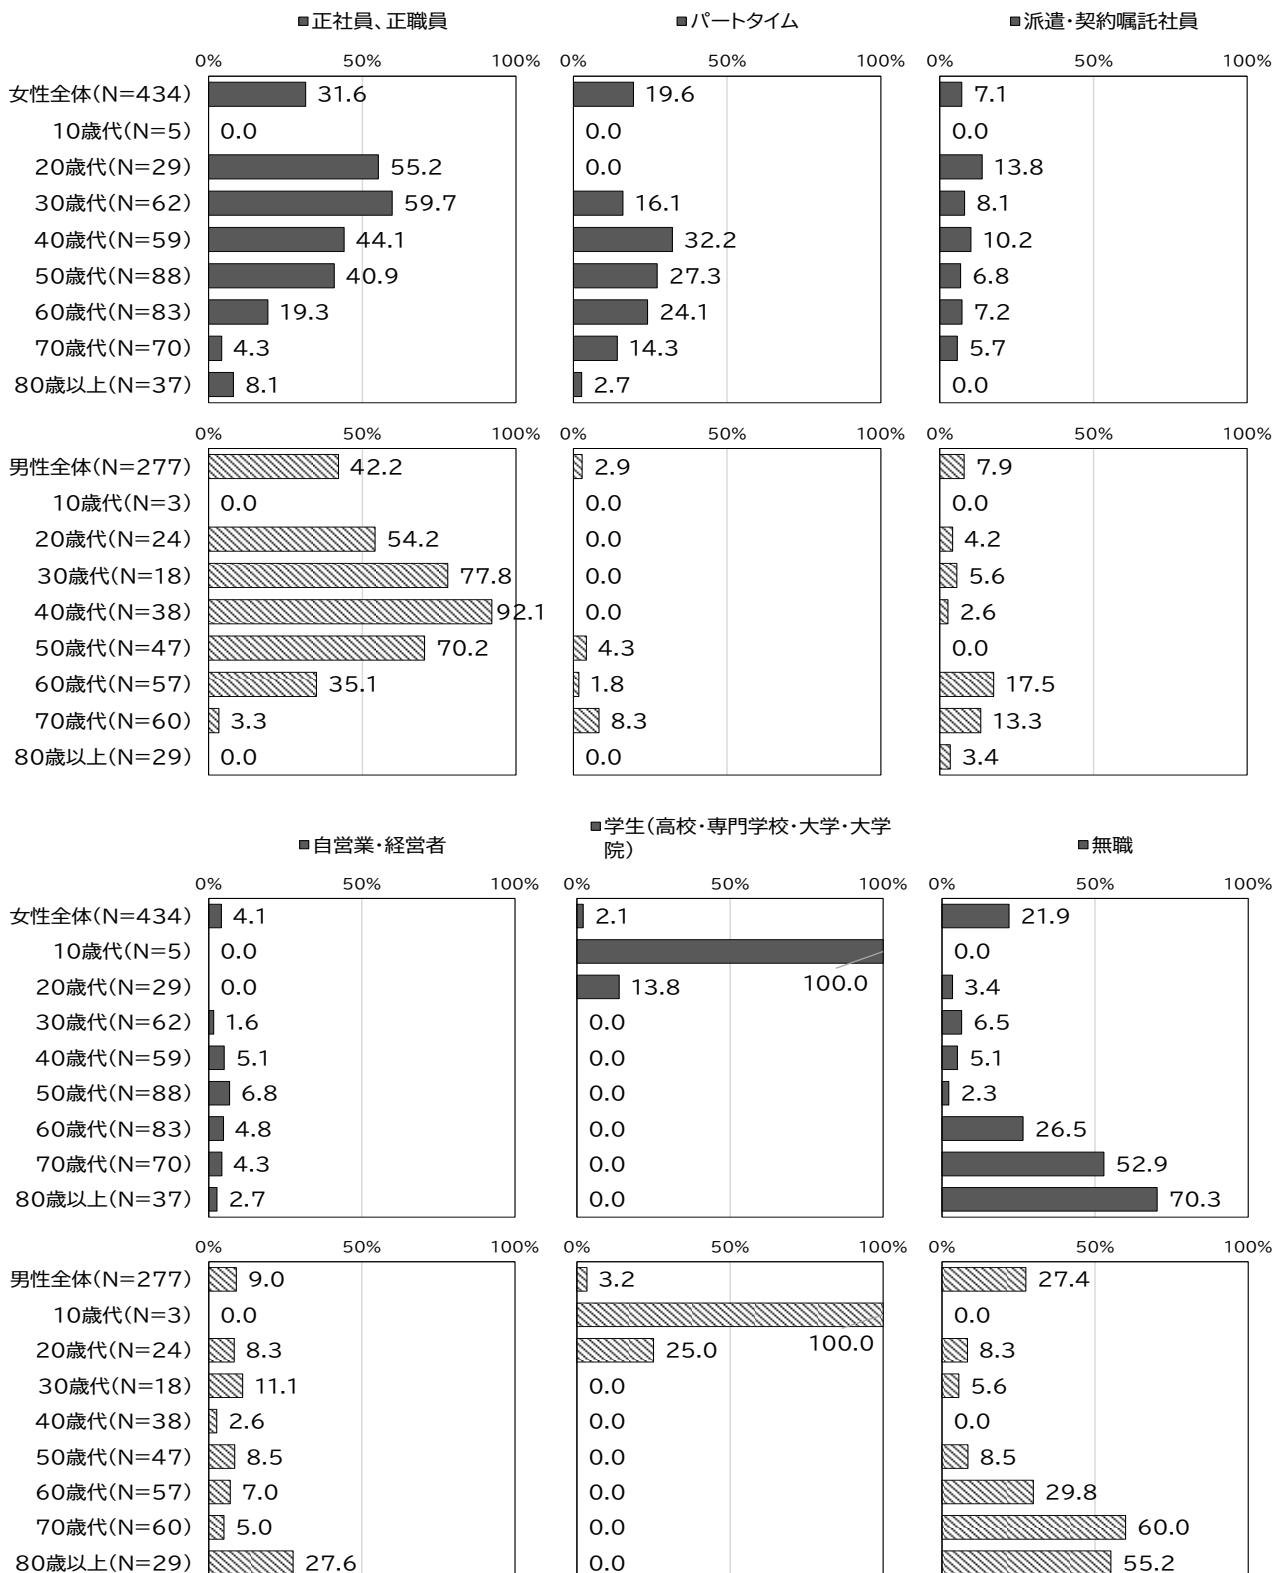 ■正社員、正職員 ■パートタイム ■派遣・契約嘱託社員
0% 50% 100% 0% 50% 100% 0% 50% 100%
女性全体(N=434) 31.6 19.6 7.1
10歳代(N=5) 0.0 0.0 0.0
20歳代(N=29) 55.2 0.0 13.8
30歳代(N=62) 59.7 16.1 8.1
40歳代(N=59) 44.1 32.2 10.2
50歳代(N=88) 40.9 27.3 6.8
60歳代(N=83) 19.3 24.1 7.2
70歳代(N=70) 4.3 14.3 5.7
80歳以上(N=37) 8.1 2.7 0.0
0% 50% 100% 0% 50% 100% 0% 50% 100%
男性全体(N=277) 42.2 2.9 7.9
10歳代(N=3) 0.0 0.0 0.0
20歳代(N=24) 54.2 0.0 4.2
30歳代(N=18) 77.8 0.0 5.6
40歳代(N=38) 92.1 0.0 2.6
50歳代(N=47) 70.2 4.3 0.0
60歳代(N=57) 35.1 1.8 17.5
70歳代(N=60) 3.3 8.3 13.3
80歳以上(N=29) 0.0 0.0 3.4
■自営業・経営者 ■学生(高校・専門学校・大学・大学
院) ■無職
0% 50% 100% 0% 50% 100% 0% 50% 100%
女性全体(N=434) 4.1 2.1 21.9
10歳代(N=5) 0.0 100.0 0.0
20歳代(N=29) 0.0 13.8 3.4
30歳代(N=62) 1.6 0.0 6.5
40歳代(N=59) 5.1 0.0 5.1
50歳代(N=88) 6.8 0.0 2.3
60歳代(N=83) 4.8 0.0 26.5
70歳代(N=70) 4.3 0.0 52.9
80歳以上(N=37) 2.7 0.0 70.3
0% 50% 100% 0% 50% 100% 0% 50% 100%
男性全体(N=277) 9.0 3.2 27.4
10歳代(N=3) 0.0 100.0 0.0
20歳代(N=24) 8.3 25.0 8.3
30歳代(N=18) 11.1 0.0 5.6
40歳代(N=38) 2.6 0.0 0.0
50歳代(N=47) 8.5 0.0 8.5
60歳代(N=57) 7.0 0.0 29.8
70歳代(N=60) 5.0 0.0 60.0
80歳以上(N=29) 27.6 0.0 55.2